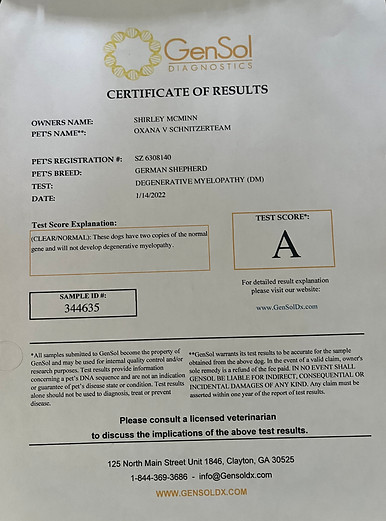 GenSol
DIAGNOSTICS
CERTIFICATE OF RESULTS
OWNERS NAME: SHIRLEY MCMINN
PET'S NAME**: OXANA V SCHNITZERTEAM
PET'S REGISTRATION #: SZ 6308140
PET'S BREED: GERMAN SHEPHERD
TEST: DEGENERATIVE MYELOPATHY (DM)
DATE: 1/14/2022
Test Score Explanation:
(CLEAR/NORMAL): These dogs have two copies of the normal
gene and will not develop degenerative myelopathy.
TEST SCORE*:
A
For detailed result explanation
please visit our website:
www.GenSolDx.com
SAMPLE ID #:
344635
*All samples submitted to GenSol become the property of
GenSol and may be used for internal quality control and/or
research purposes. Test results provide information
concerning a pet's DNA sequence and are not an indication
or guarantee of pet's disease state or condition. Test results
alone should not be used to diagnosis, treat or prevent
disease.
**GenSol warrants its test results to be accurate for the sample
obtained from the above dog. In the event of a valid claim, owner's
sole remedy is a refund of the fee paid. IN NO EVENT SHALL
GENSOL BE LIABLE FOR INDIRECT, CONSEQUENTIAL OR
INCIDENTAL DAMAGES OF ANY KIND. Any claim must be
asserted within one year of the report of test results.
Please consult a licensed veterinarian
to discuss the implications of the above test results.
125 North Main Street Unit 1846, Clayton, GA 30525
1-844-369-3686 - info@Gensoldx.com
WWW.GENSOLDX.COM